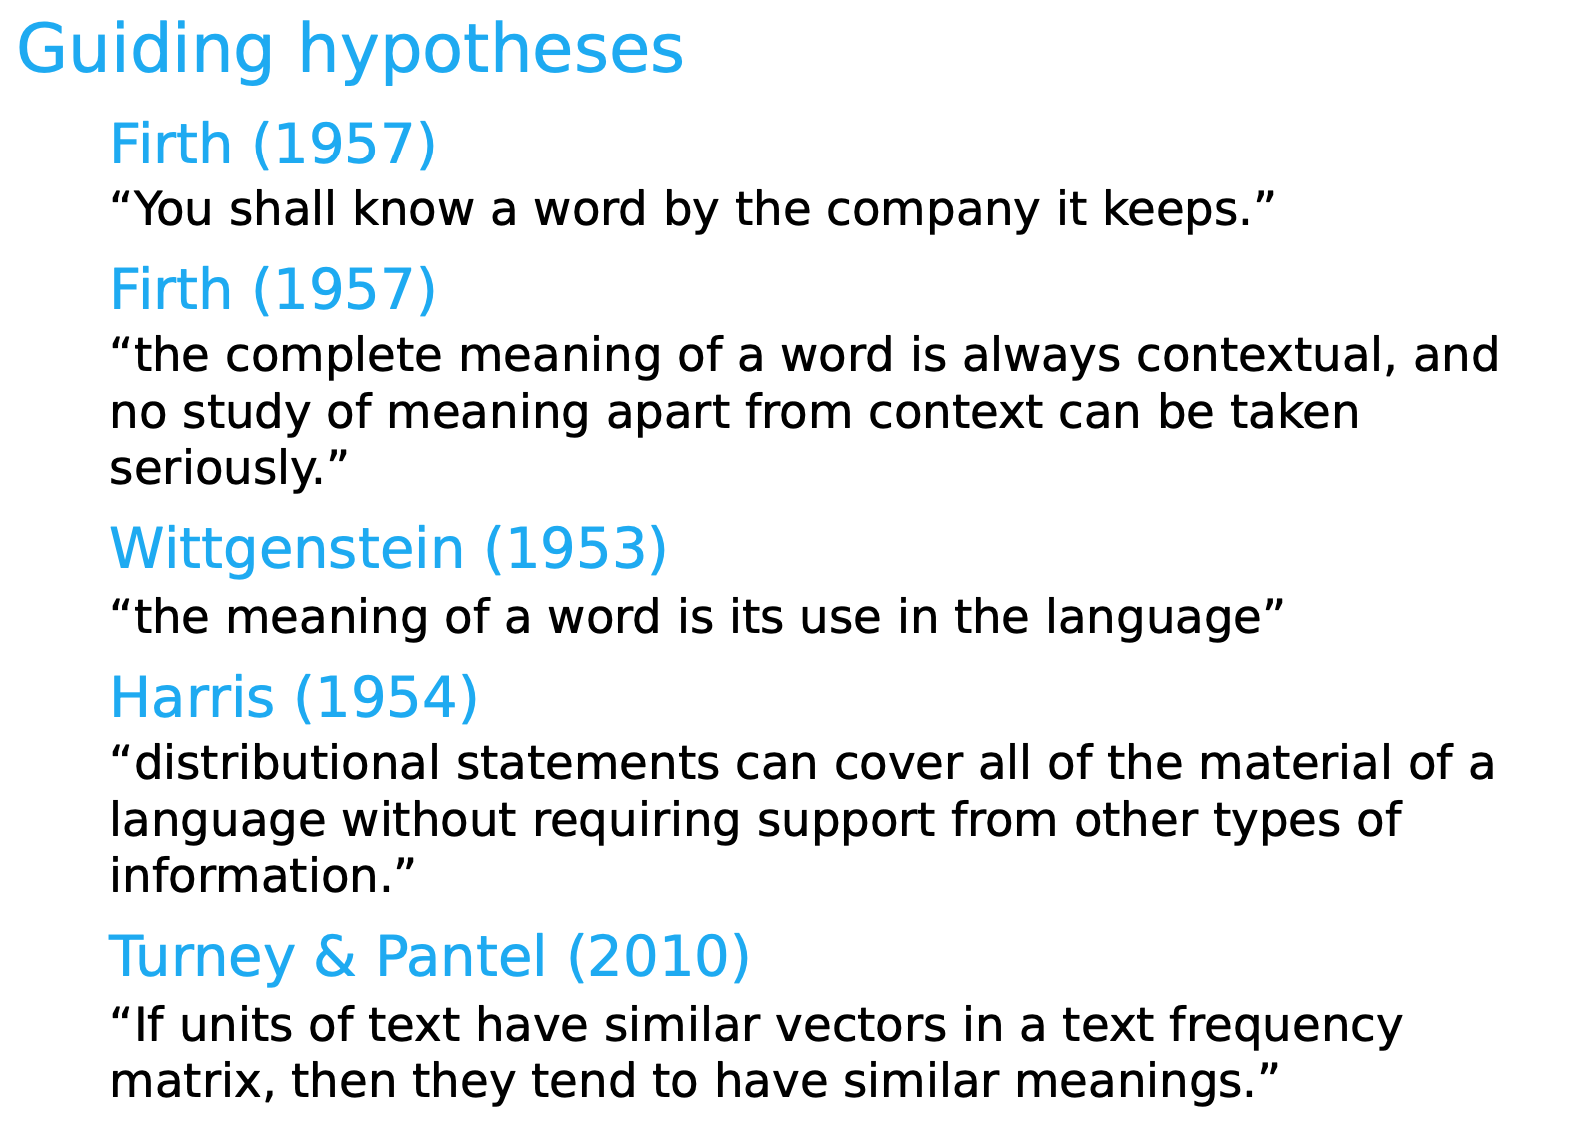 Guiding hypotheses
Firth (1957)
“You shall know a word by the company it keeps.”
Firth (1957)
“the complete meaning of a word is always contextual, and
no study of meaning apart from context can be taken
seriously.”
Wittgenstein (1953)
“the meaning of a word is its use in the language”
Harris (1954)
“distributional statements can cover all of the material of a
language without requiring support from other types of
information.”
Turney & Pantel (2010)
“If units of text have similar vectors in a text frequency
matrix, then they tend to have similar meanings.”